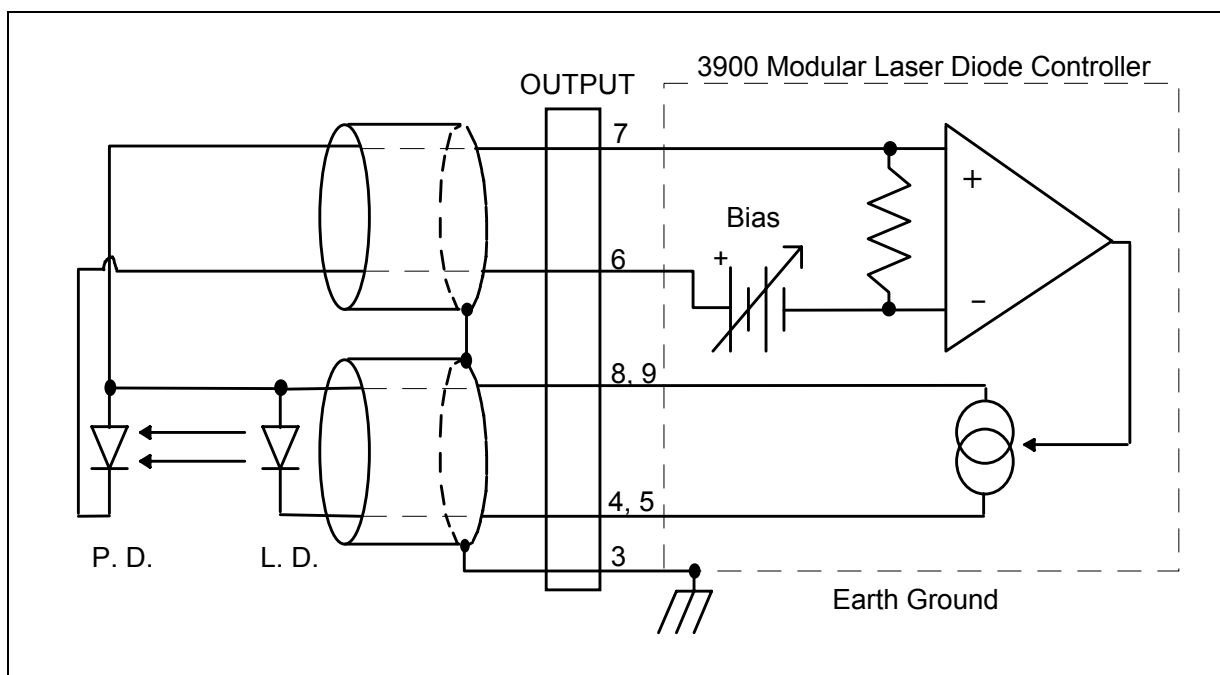 3900 Modular Laser Diode Controller
OUTPUT
7
+
Bias
+
6
−
8, 9
4, 5
P. D.
L. D.
3
Earth Ground